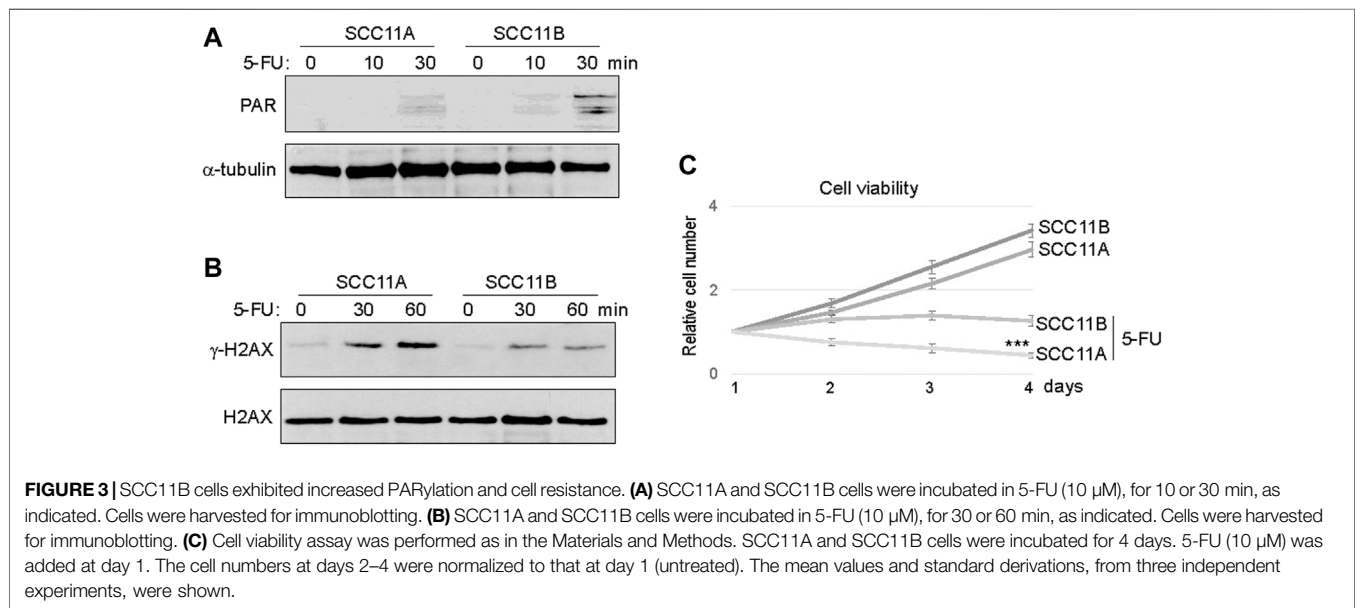 A
SCC11A SCC11B
5-FU: 0 10 30 0 10 30 min
PAR
α-tubulin
B
SCC11A SCC11B
5-FU: 0 30 60 0 30 60 min
γ-H2AX
H2AX
C
Cell viability
Relative cell number
4
2
0
1 2 3 4 days
SCC11B
SCC11A
SCC11B
*** SCC11A
5-FU
FIGURE 3 | SCC11B cells exhibited increased PARylation and cell resistance. (A) SCC11A and SCC11B cells were incubated in 5-FU (10 μM), for 10 or 30 min, as
indicated. Cells were harvested for immunoblotting. (B) SCC11A and SCC11B cells were incubated in 5-FU (10 μM), for 30 or 60 min, as indicated. Cells were harvested
for immunoblotting. (C) Cell viability assay was performed as in the Materials and Methods. SCC11A and SCC11B cells were incubated for 4 days. 5-FU (10 μM) was
added at day 1. The cell numbers at days 2–4 were normalized to that at day 1 (untreated). The mean values and standard derivations, from three independent
experiments, were shown.